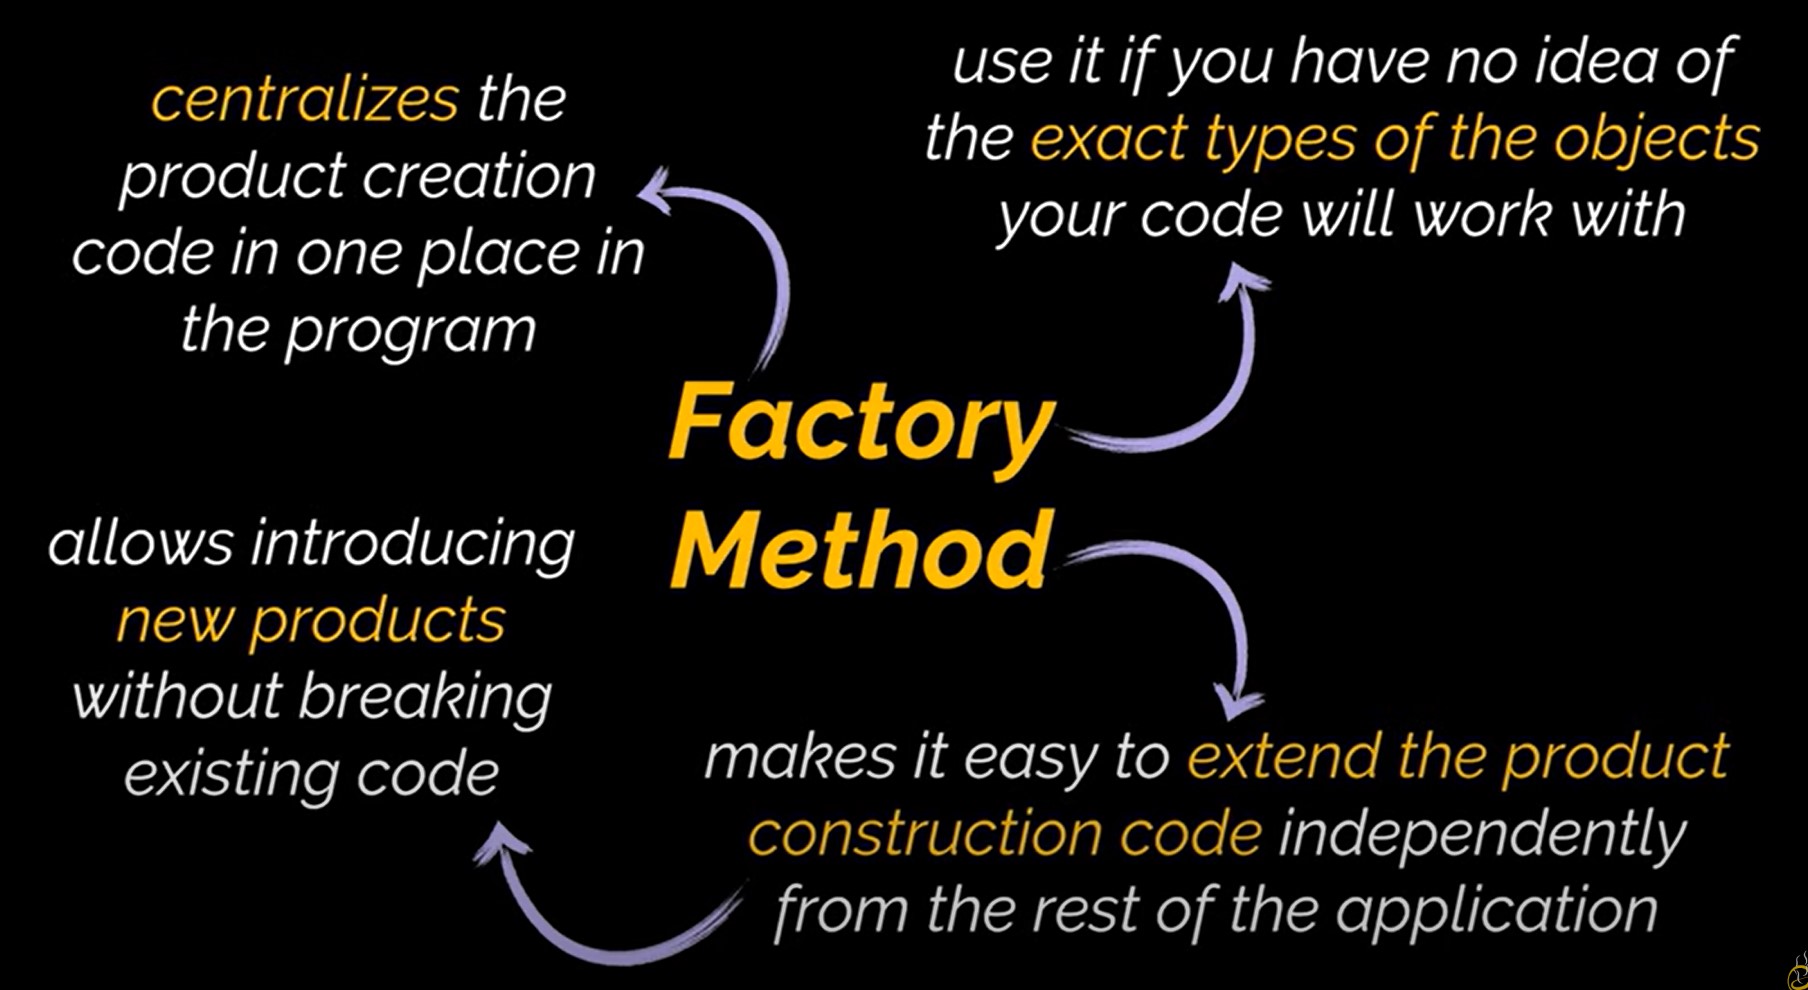 centralizes the
product creation
code in one place in
the program
use it if you have no idea of
the exact types of the objects
your code will work with
Factory
Method
allows introducing
new products
without breaking
existing code
makes it easy to extend the product
construction code independently
from the rest of the application